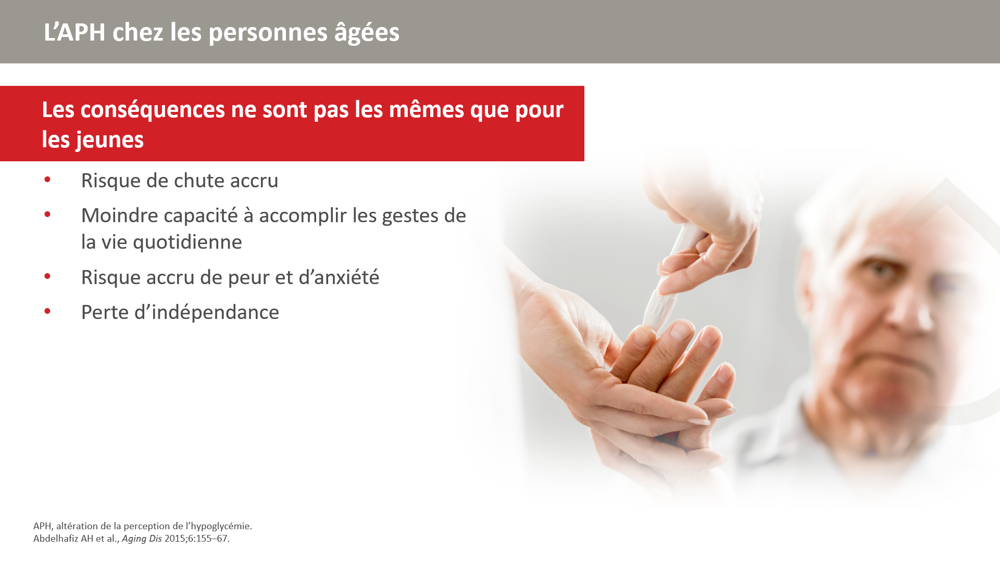 L’APH chez les personnes âgées
Les conséquences ne sont pas les mêmes que pour
les jeunes
• Risque de chute accru
• Moindre capacité à accomplir les gestes de
la vie quotidienne
• Risque accru de peur et d’anxiété
• Perte d’indépendance
APH, altération de la perception de l’hypoglycémie.
Abdelhafiz AH et al., Aging Dis 2015;6:155–67.